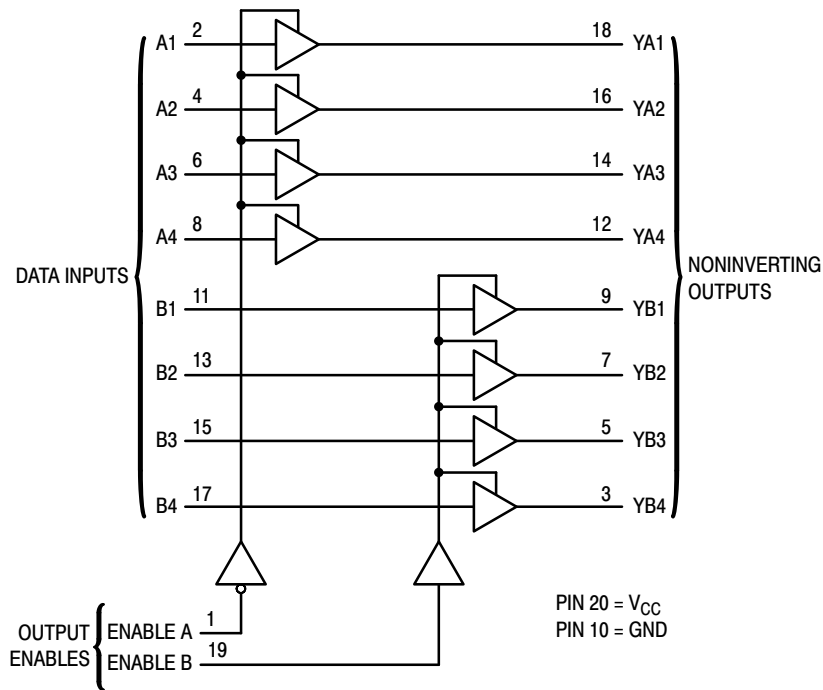 A1 2 18 YA1
A2 4 16 YA2
A3 6 14 YA3
A4 8 12 YA4
DATA INPUTS
NONINVERTING
OUTPUTS
B1 11 9 YB1
B2 13 7 YB2
B3 15 5 YB3
B4 17 3 YB4
OUTPUT
ENABLES
ENABLE A 1
ENABLE B 19
PIN 20 = VCC
PIN 10 = GND